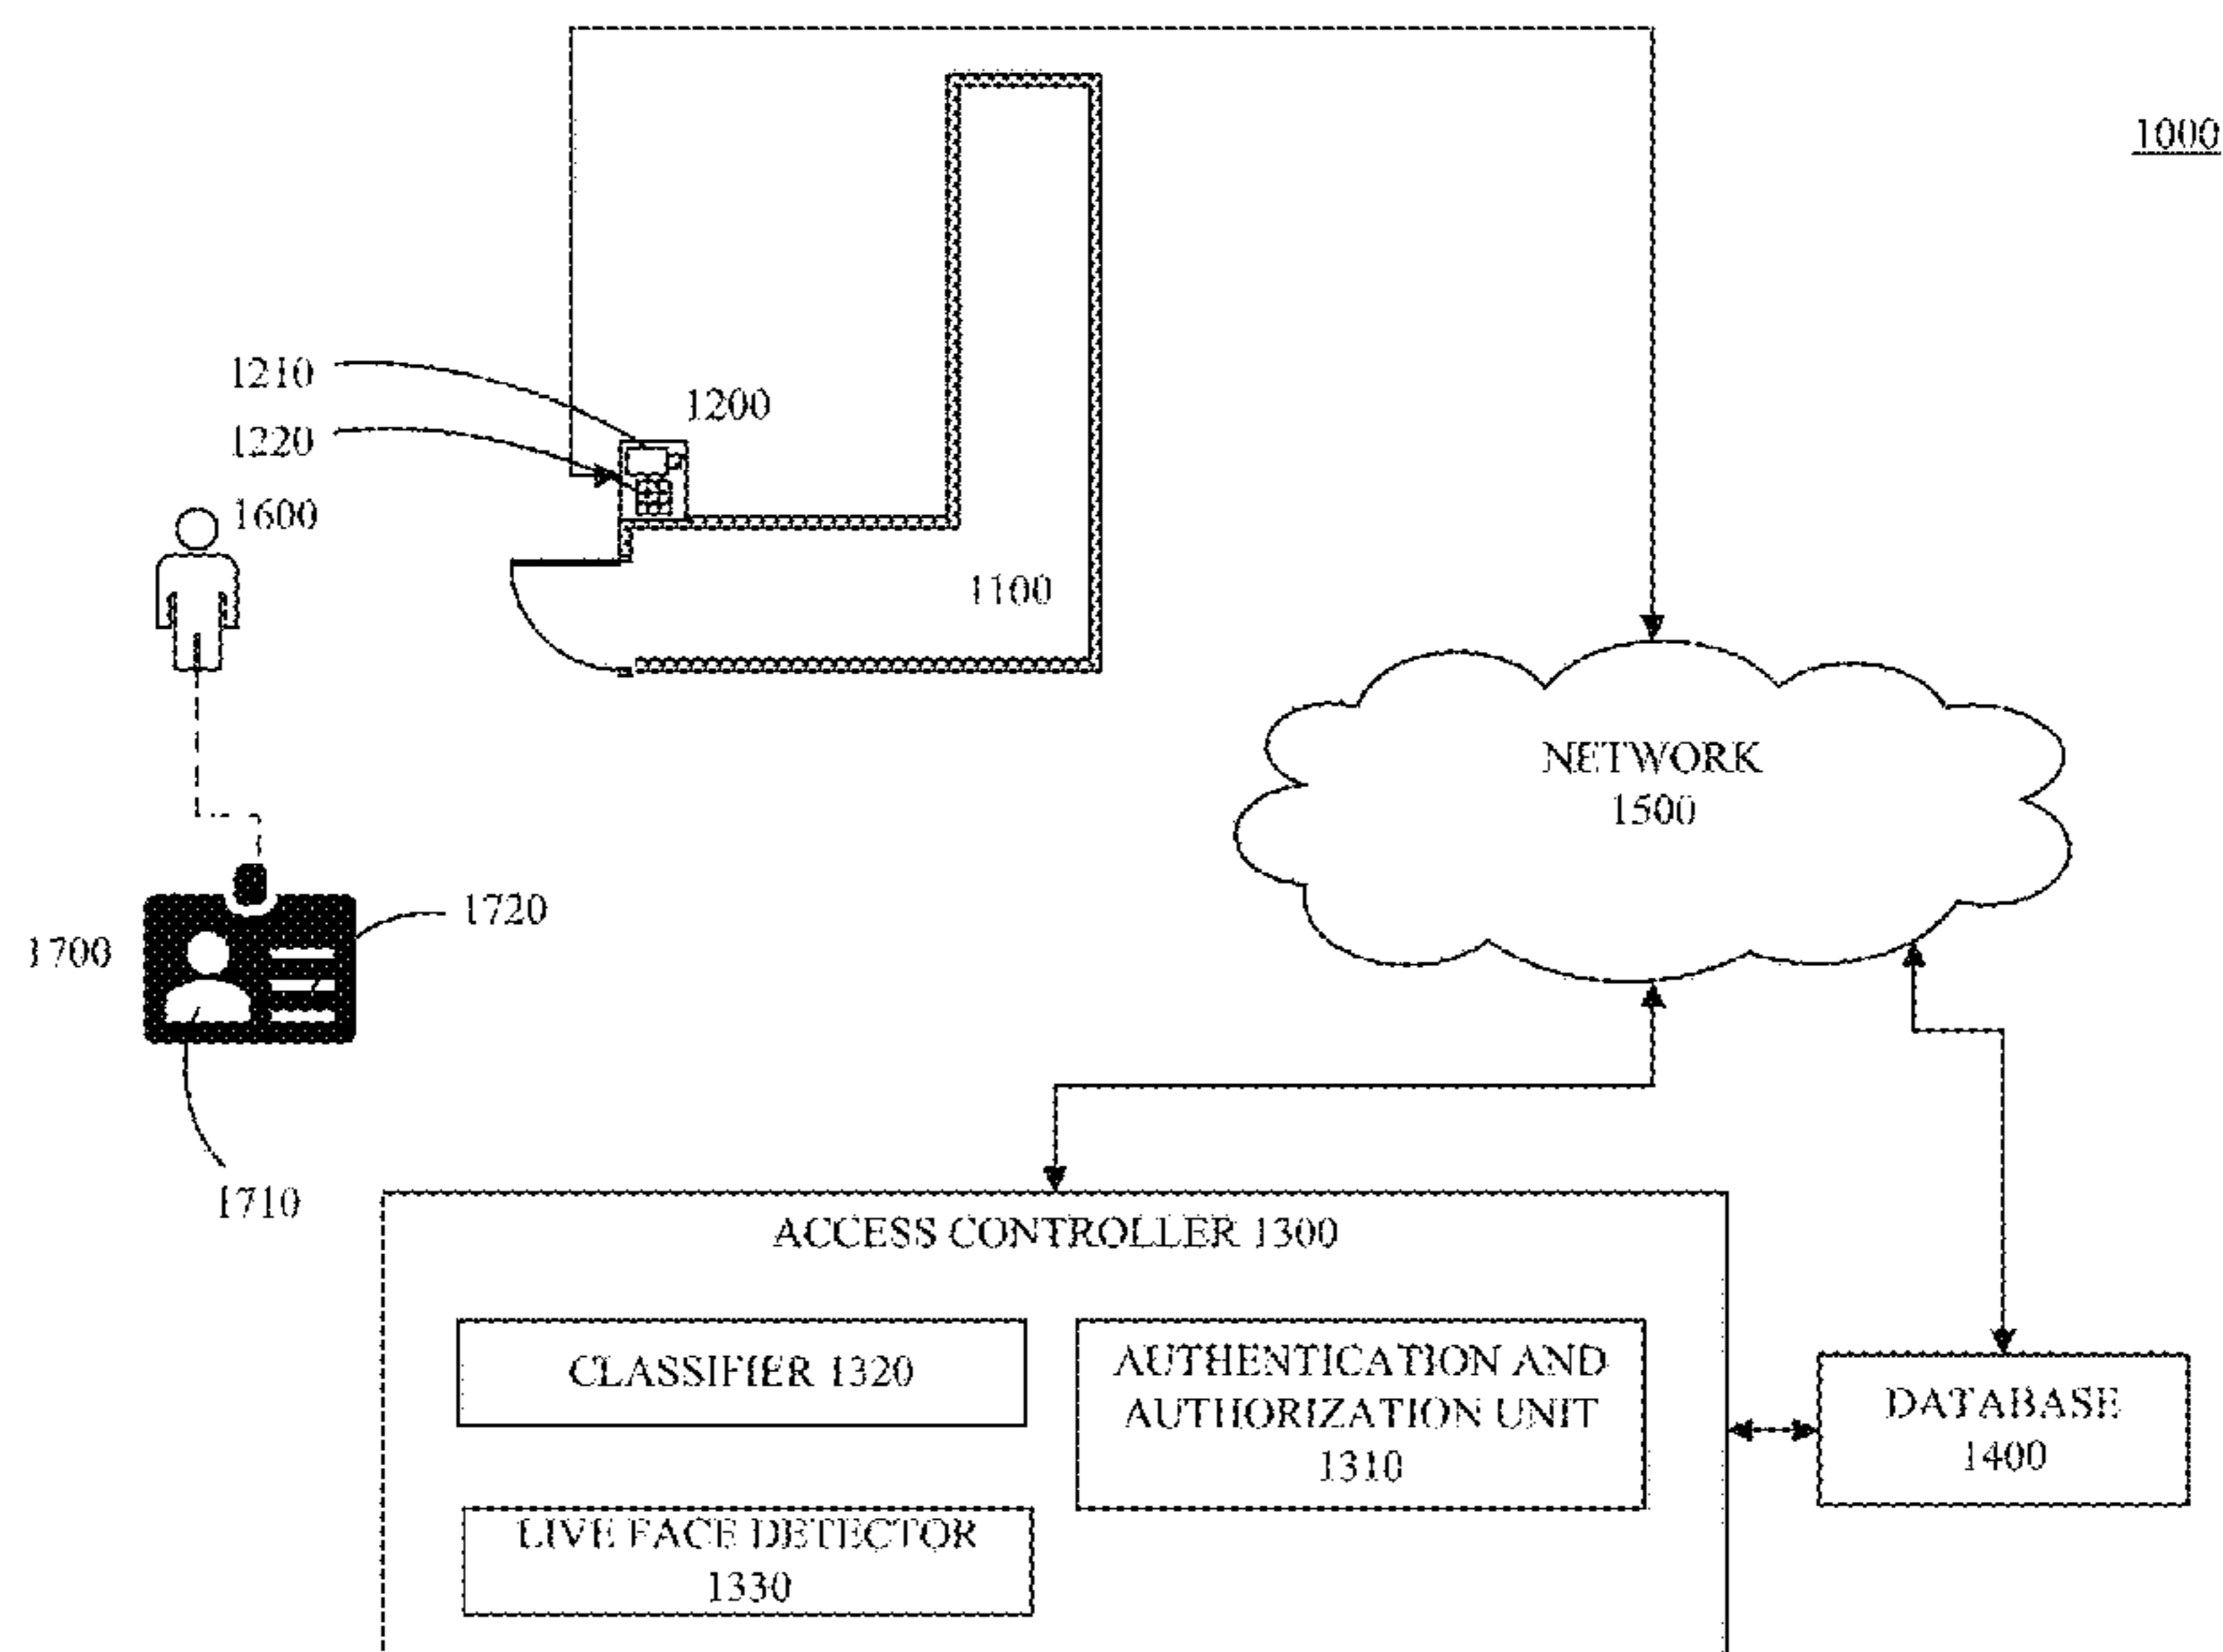 1000
1210
1200
1220
1600
1100
NETWORK
1500
1720
1700
1710
ACCESS CONTROLLER 1300
CLASSIFIER 1320
AUTHENTICATION AND
AUTHORIZATION UNIT
1310
DATABASE
1400
LIVE FACE DETECTOR
1330